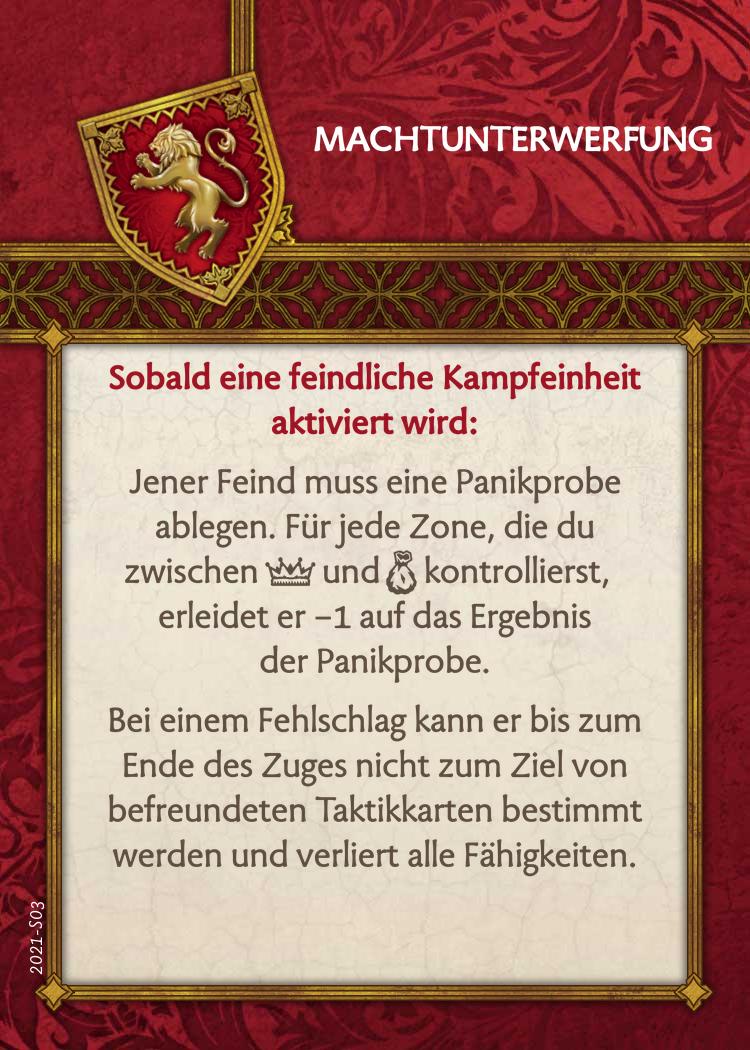 MACHTUNTERWERFUNG
Sobald eine feindliche Kampfeinheit
aktiviert wird:
Jener Feind muss eine Panikprobe
ablegen. Für jede Zone, die du
zwischen und kontrollierst,
erleidet er –1 auf das Ergebnis
der Panikprobe.
Bei einem Fehlschlag kann er bis zum
Ende des Zuges nicht zum Ziel von
befreundeten Taktikkarten bestimmt
werden und verliert alle Fähigkeiten.
2021-S03